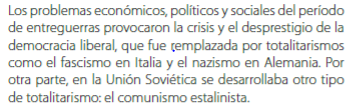 Los problemas económicos, políticos y sociales del período
de entreguerras provocaron la crisis y el desprestigio de la
democracia liberal, que fue remplazada por totalitarismos
como el fascismo en Italia y el nazismo en Alemania. Por
otra parte, en la Unión Soviética se desarrollaba otro tipo
de totalitarismo: el comunismo estalinista.